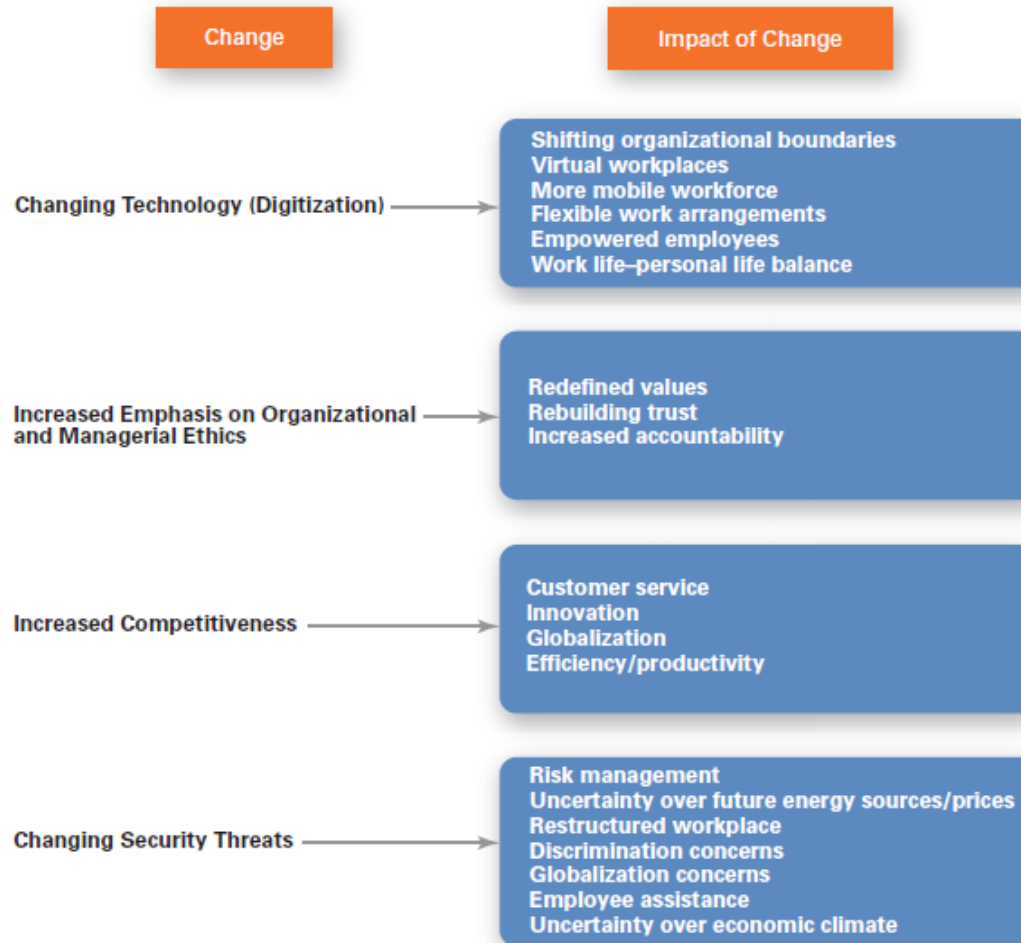 Change
Impact of Change
Changing Technology (Digitization)
Shifting organizational boundaries
Virtual workplaces
More mobile workforce
Flexible work arrangements
Empowered employees
Work life–personal life balance
Increased Emphasis on Organizational
and Managerial Ethics
Redefined values
Rebuilding trust
Increased accountability
Increased Competitiveness
Customer service
Innovation
Globalization
Efficiency/productivity
Changing Security Threats
Risk management
Uncertainty over future energy sources/prices
Restructured workplace
Discrimination concerns
Globalization concerns
Employee assistance
Uncertainty over economic climate